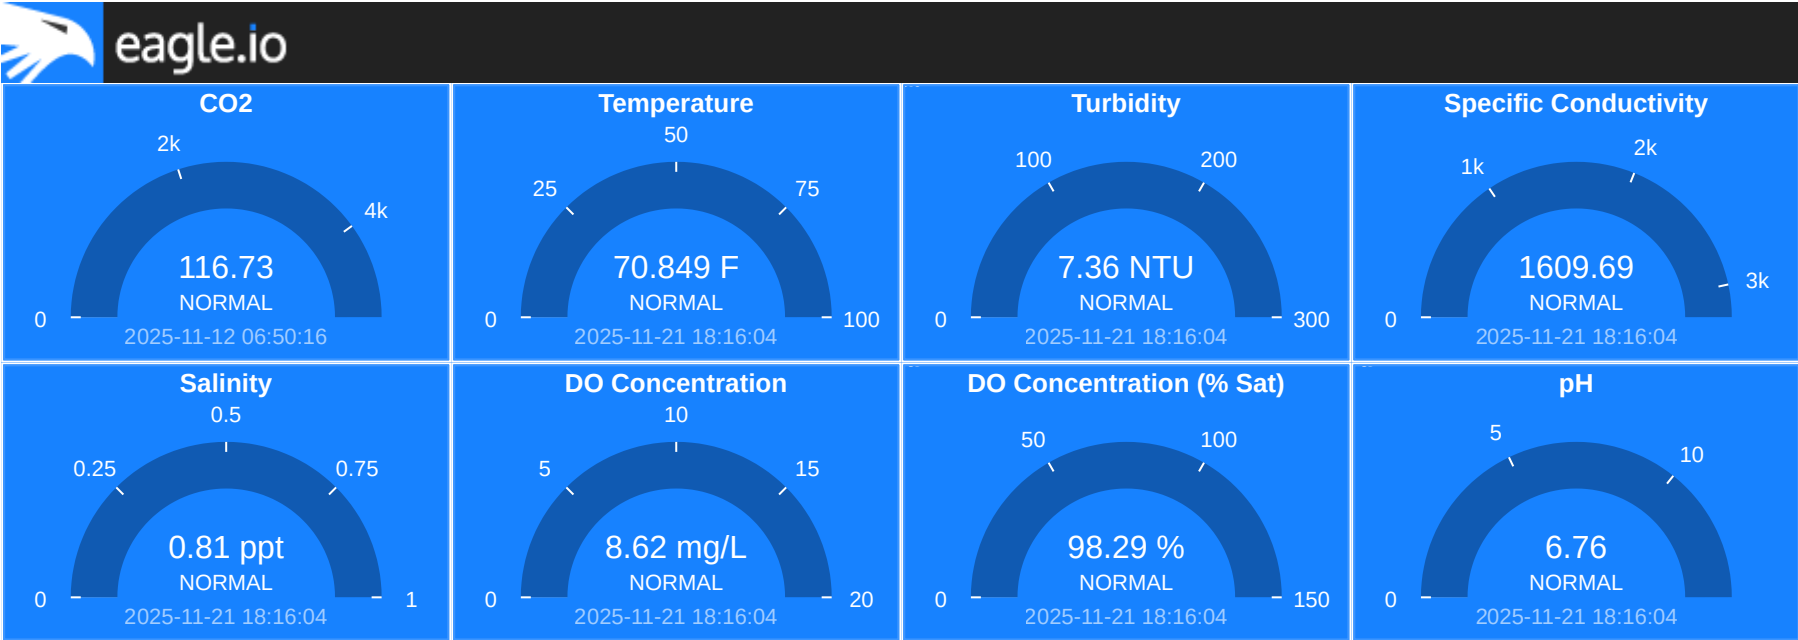 eagle.io
CO2
2k
4k
0
116.73
NORMAL
2025-11-12 06:50:16
Temperature
50
25
75
0
100
70.849 F
NORMAL
2025-11-21 18:16:04
Turbidity
100
200
0
300
7.36 NTU
NORMAL
2025-11-21 18:16:04
Specific Conductivity
2k
1k
3k
0
1609.69
NORMAL
2025-11-21 18:16:04
Salinity
0.5
0.25
0.75
0
1
0.81 ppt
NORMAL
2025-11-21 18:16:04
DO Concentration
10
5
15
0
20
8.62 mg/L
NORMAL
2025-11-21 18:16:04
DO Concentration (% Sat)
50
100
0
150
98.29 %
NORMAL
2025-11-21 18:16:04
pH
5
10
0
6.76
NORMAL
2025-11-21 18:16:04